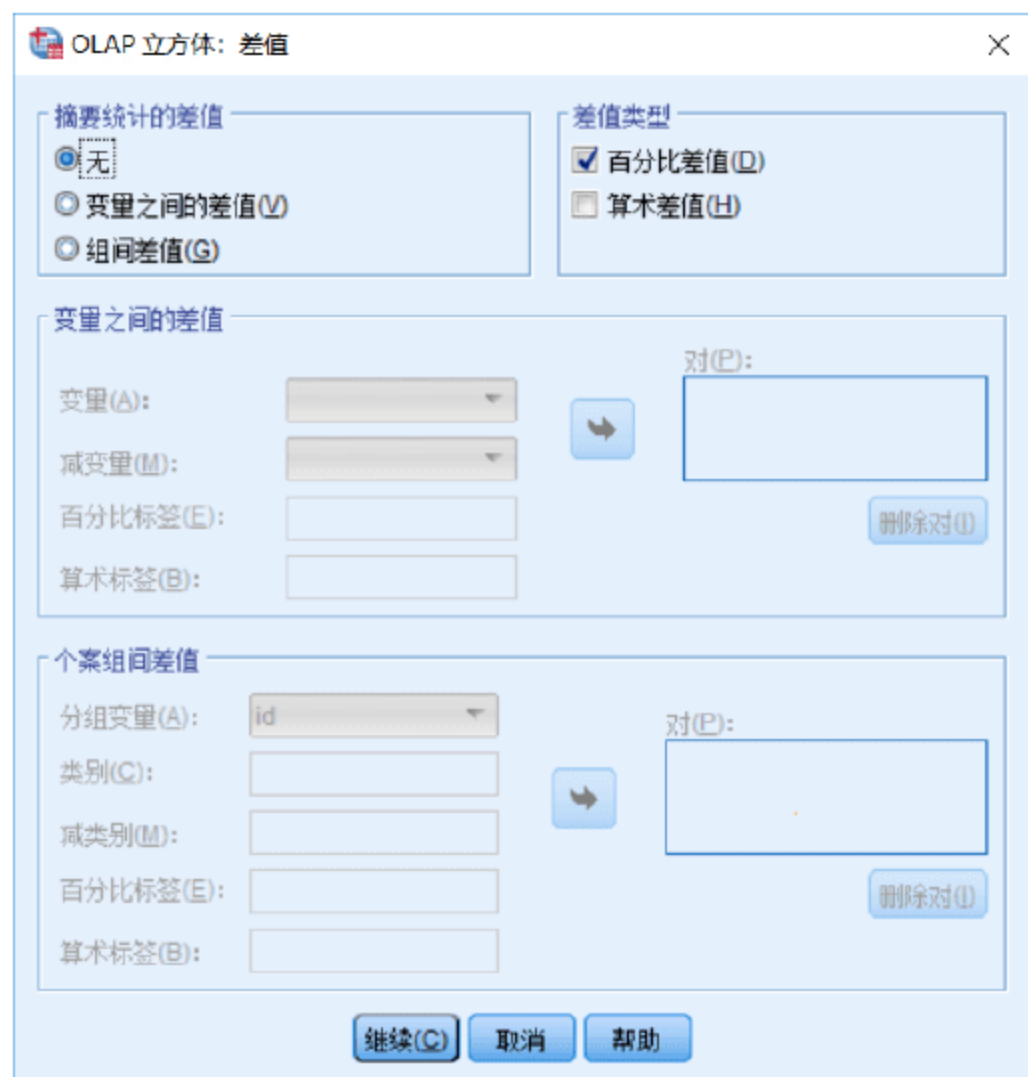 OLAP 立方体：差值
摘要统计的差值
无
变量之间的差值(V)
组间差值(G)
差值类型
百分比差值(D)
算术差值(H)
变量之间的差值
变量(A):
减变量(M):
百分比标签(E):
算术标签(B):
对(P):
删除对(I)
个案组间差值
分组变量(A):
id
类别(C):
减类别(M):
百分比标签(E):
算术标签(B):
对(P):
删除对(I)
继续(C)
取消
帮助